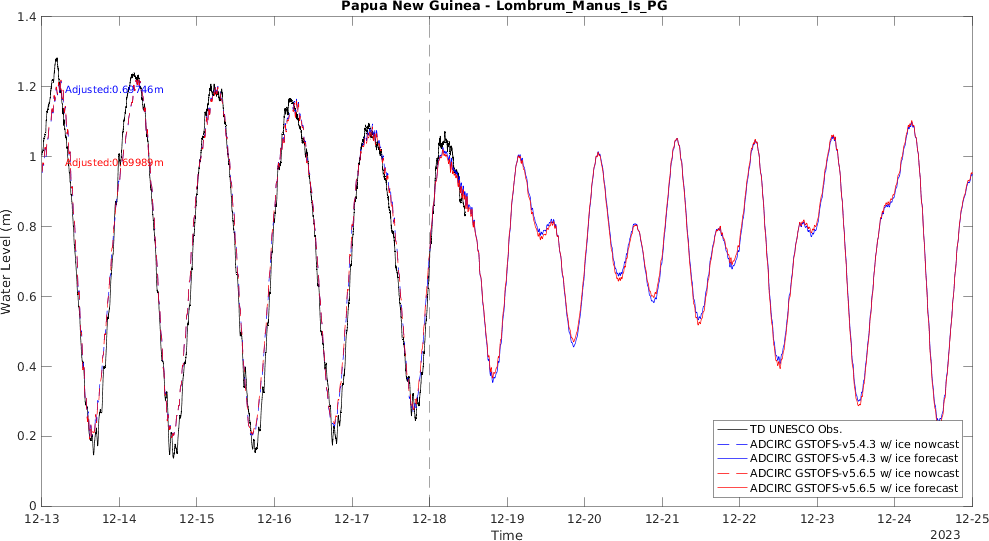 Papua New Guinea - Lombrum_Manus_Is_PG
1.4
1.2
1
0.8
0.6
0.4
0.2
0
Water Level (m)
Adjusted:0.69746m
Adjusted:0.69989m
TD UNESCO Obs.
ADCIRC GSTOFS-v5.4.3 w/ ice nowcast
ADCIRC GSTOFS-v5.4.3 w/ ice forecast
ADCIRC GSTOFS-v5.6.5 w/ ice nowcast
ADCIRC GSTOFS-v5.6.5 w/ ice forecast
12-13 12-14 12-15 12-16 12-17 12-18 12-19 12-20 12-21 12-22 12-23 12-24 12-25
Time
2023